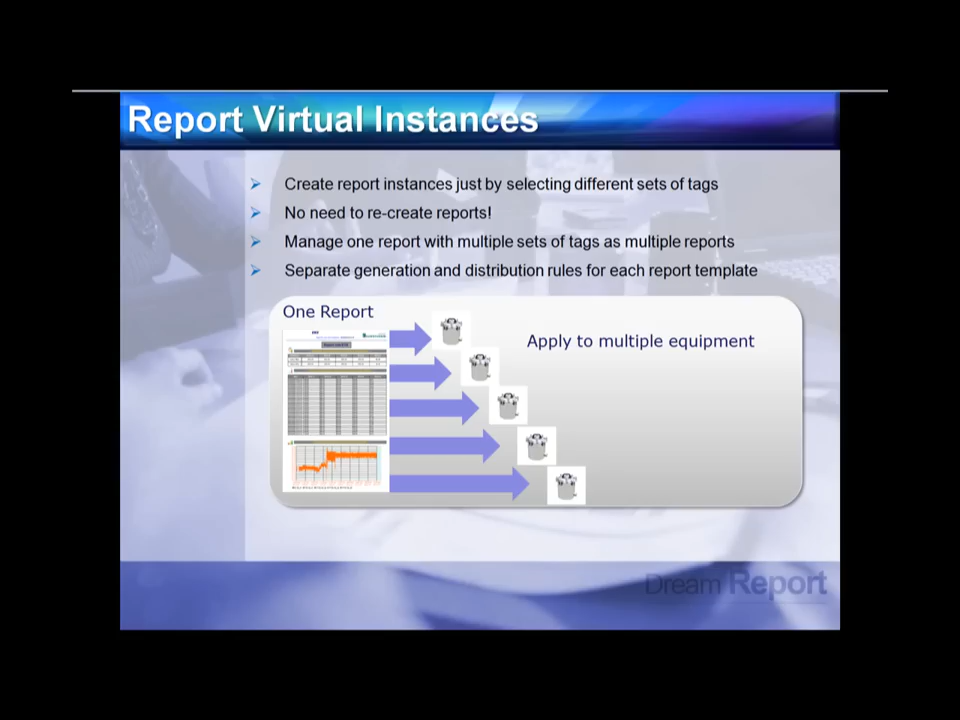 Report Virtual Instances
Create report instances just by selecting different sets of tags
No need to re-create reports!
Manage one report with multiple sets of tags as multiple reports
Separate generation and distribution rules for each report template
One Report
Apply to multiple equipment
Dream Report